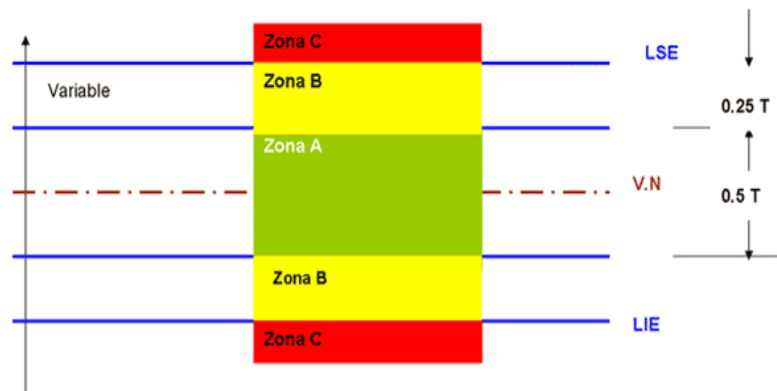 Zona C
LSE
Zona B
Variable
0.25 T
Zona A
V.N
0.5 T
Zona B
LIE
Zona C